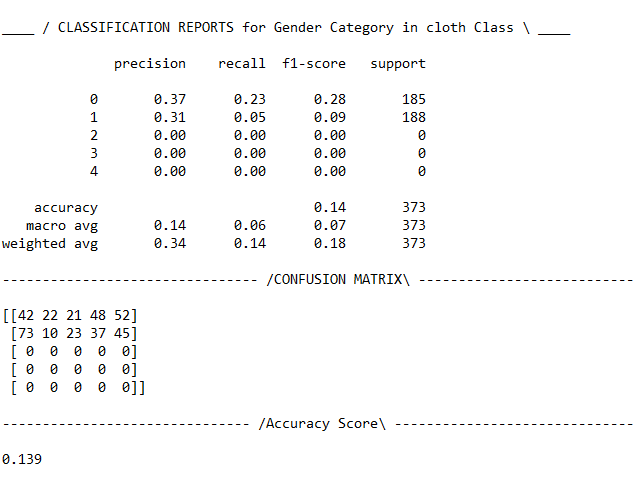 ____ / CLASSIFICATION REPORTS for Gender Category in cloth Class \ ____
precision recall f1-score support
0 0.37 0.23 0.28 185
1 0.31 0.05 0.09 188
2 0.00 0.00 0.00 0
3 0.00 0.00 0.00 0
4 0.00 0.00 0.00 0
accuracy 0.14 373
macro avg 0.14 0.06 0.07 373
weighted avg 0.34 0.14 0.18 373
-------------------------------- /CONFUSION MATRIX\ ---------------------------
[[42 22 21 48 52]
[73 10 23 37 45]
[ 0 0 0 0 0]
[ 0 0 0 0 0]
[ 0 0 0 0 0]]
------------------------------- /Accuracy Score\ ------------------------------
0.139